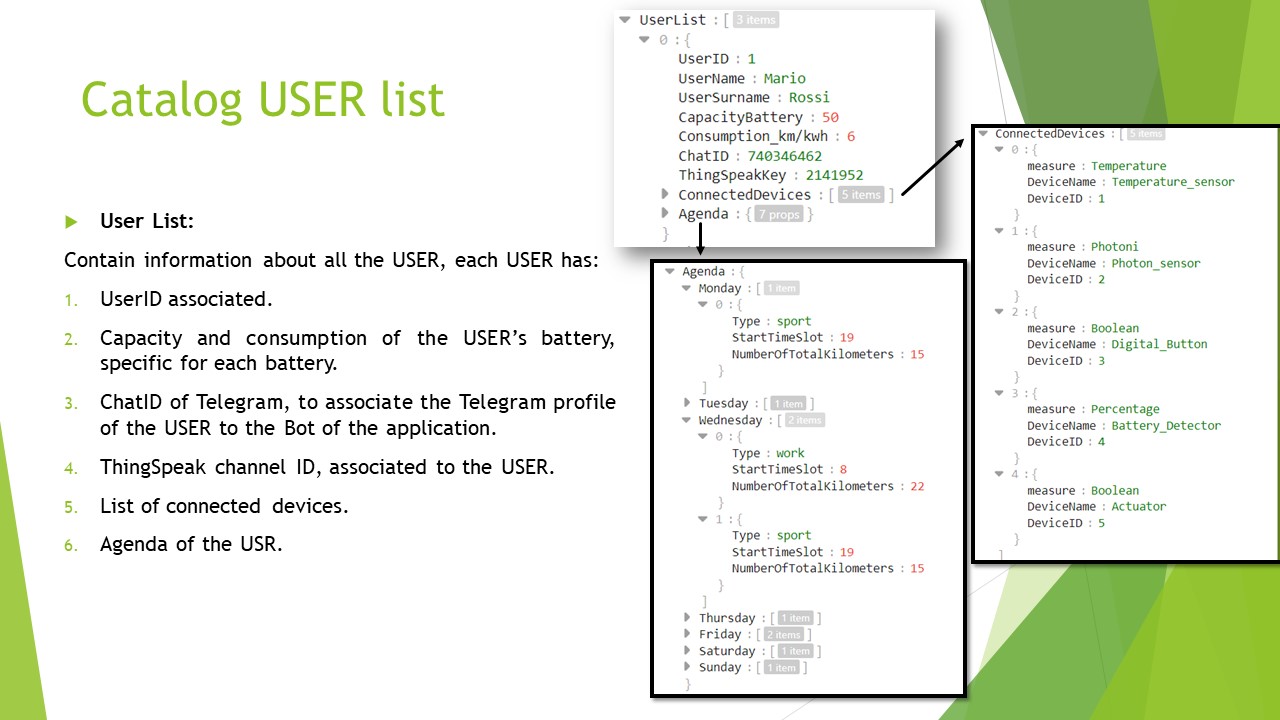 Catalog USER list
User List:
Contain information about all the USER, each USER has:
1. UserID associated.
2. Capacity and consumption of the USER’s battery,
specific for each battery.
3. ChatID of Telegram, to associate the Telegram profile
of the USER to the Bot of the application.
4. ThingSpeak channel ID, associated to the USER.
5. List of connected devices.
6. Agenda of the USR.
UserList : [ 3 items
0 : {
UserID : 1
UserName : Mario
UserSurname : Rossi
CapacityBattery : 50
Consumption_km/kwh : 6
ChatID : 740346462
ThingSpeakKey : 2141952
ConnectedDevices : [ 5 items ]
Agenda : { 7 props }
}
Agenda : {
Monday : [ 1 item
0 : {
Type : sport
StartTimeSlot : 19
NumberOfTotalKilometers : 15
}
]
Tuesday : [ 1 item ]
Wednesday : [ 2 items
0 : {
Type : work
StartTimeSlot : 8
NumberOfTotalKilometers : 22
}
1 : {
Type : sport
StartTimeSlot : 19
NumberOfTotalKilometers : 15
}
]
Thursday : [ 1 item ]
Friday : [ 2 items ]
Saturday : [ 1 item ]
Sunday : [ 1 item ]
}
ConnectedDevices : [ 5 items
0 : {
measure : Temperature
DeviceName : Temperature_sensor
DeviceID : 1
}
1 : {
measure : Photoni
DeviceName : Photon_sensor
DeviceID : 2
}
2 : {
measure : Boolean
DeviceName : Digital_Button
DeviceID : 3
}
3 : {
measure : Percentage
DeviceName : Battery_Detector
DeviceID : 4
}
4 : {
measure : Boolean
DeviceName : Actuator
DeviceID : 5
}
]